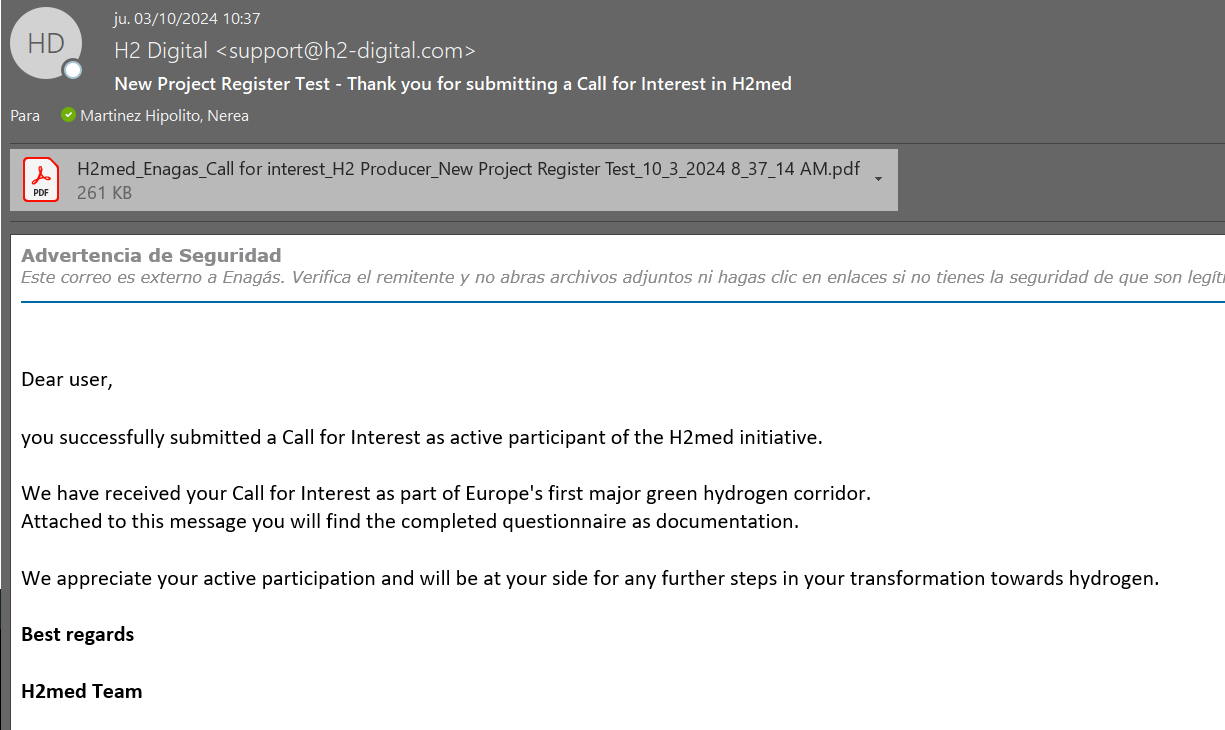 HD
ju. 03/10/2024 10:37
H2 Digital <support@h2-digital.com>
New Project Register Test - Thank you for submitting a Call for Interest in H2med
Para Martinez Hipolito, Nerea
PDF
H2med_Enagas_Call for interest_H2 Producer_New Project Register Test_10_3_2024 8_37_14 AM.pdf
261 KB
Advertencia de Seguridad
Este correo es externo a Enagás. Verifica el remitente y no abras archivos adjuntos ni hagas clic en enlaces si no tienes la seguridad de que son
Dear user,
you successfully submitted a Call for Interest as active participant of the H2med initiative.
We have received your Call for Interest as part of Europe's first major green hydrogen corridor.
Attached to this message you will find the completed questionnaire as documentation.
We appreciate your active participation and will be at your side for any further steps in your transformation towards hydrogen.
Best regards
H2med Team